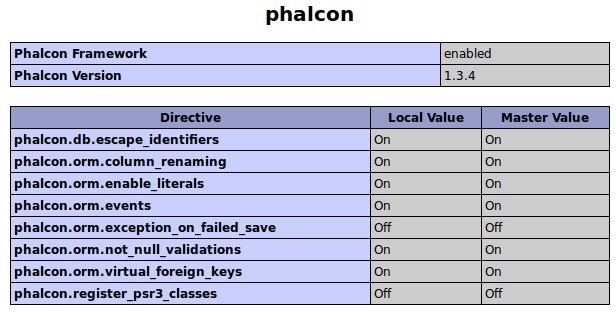 phalcon
Phalcon Framework enabled
Phalcon Version 1.3.4
Directive Local Value Master Value
phalcon.db.escape_identifiers On On
phalcon.orm.column_renaming On On
phalcon.orm.enable_literals On On
phalcon.orm.events On On
phalcon.orm.exception_on_failed_save Off Off
phalcon.orm.not_null_validations On On
phalcon.orm.virtual_foreign_keys On On
phalcon.register_psr3_classes Off Off